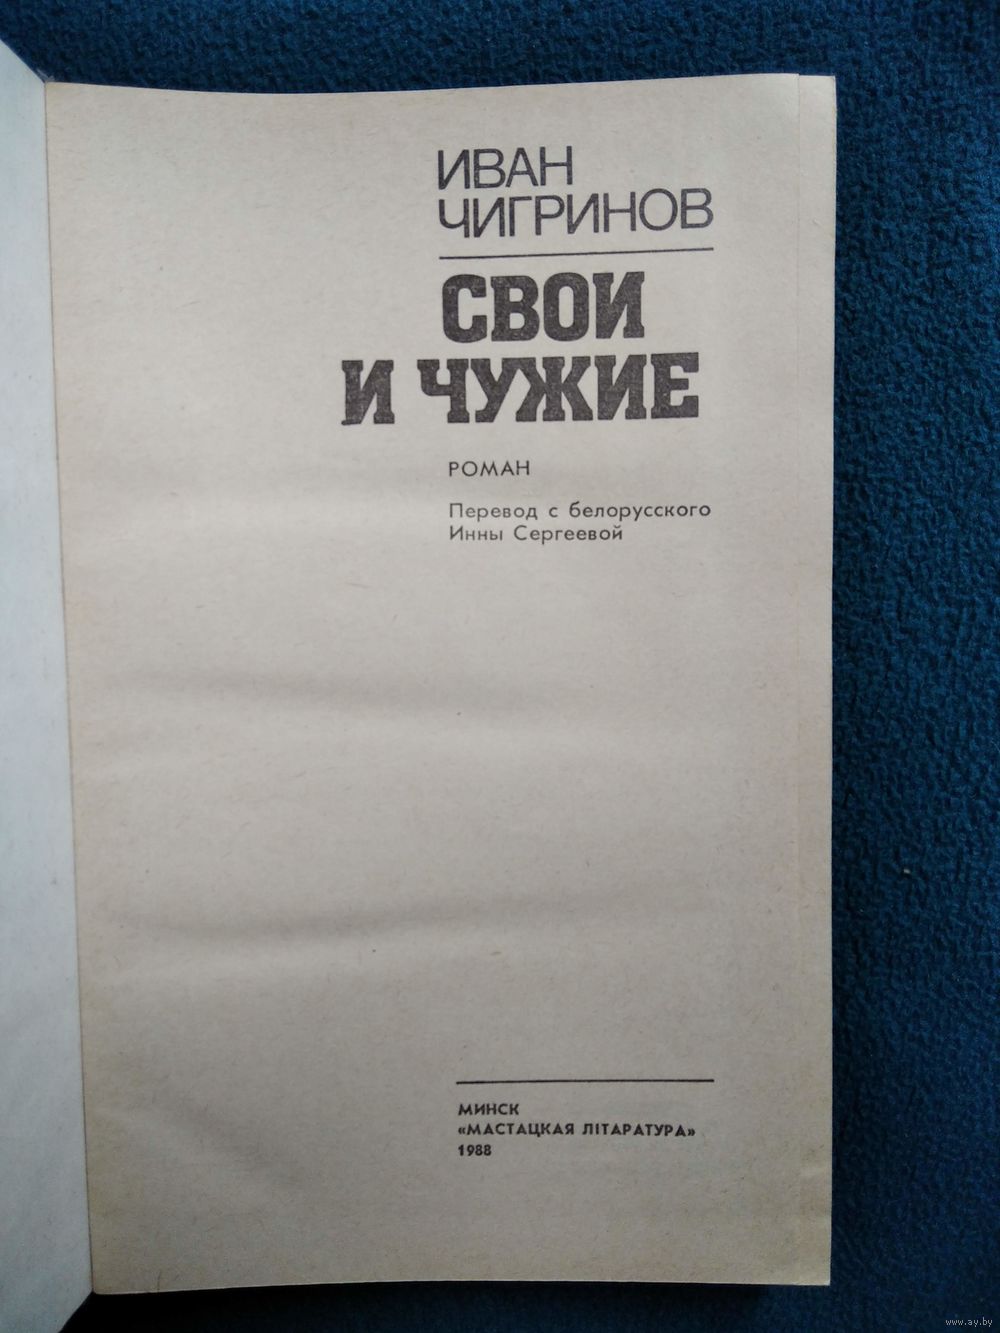 ИВАН
ЧИГРИНОВ
СВОИ
И ЧУЖИЕ
РОМАН
Перевод с белорусского
Инны Сергеевой
МИНСК
«МАСТАЦКАЯ ЛІТАРАТУРА»
1988
www.ay.by